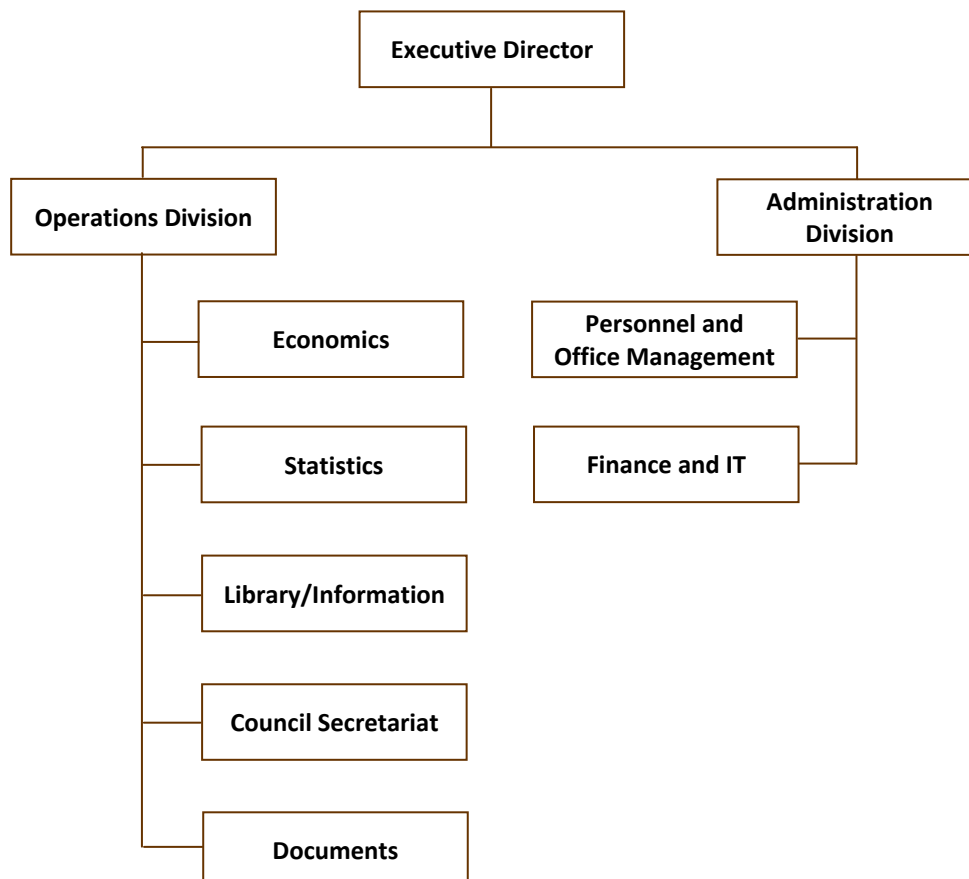 Executive Director
Operations Division
Administration
Division
Economics
Personnel and
Office Management
Statistics
Finance and IT
Library/Information
Council Secretariat
Documents